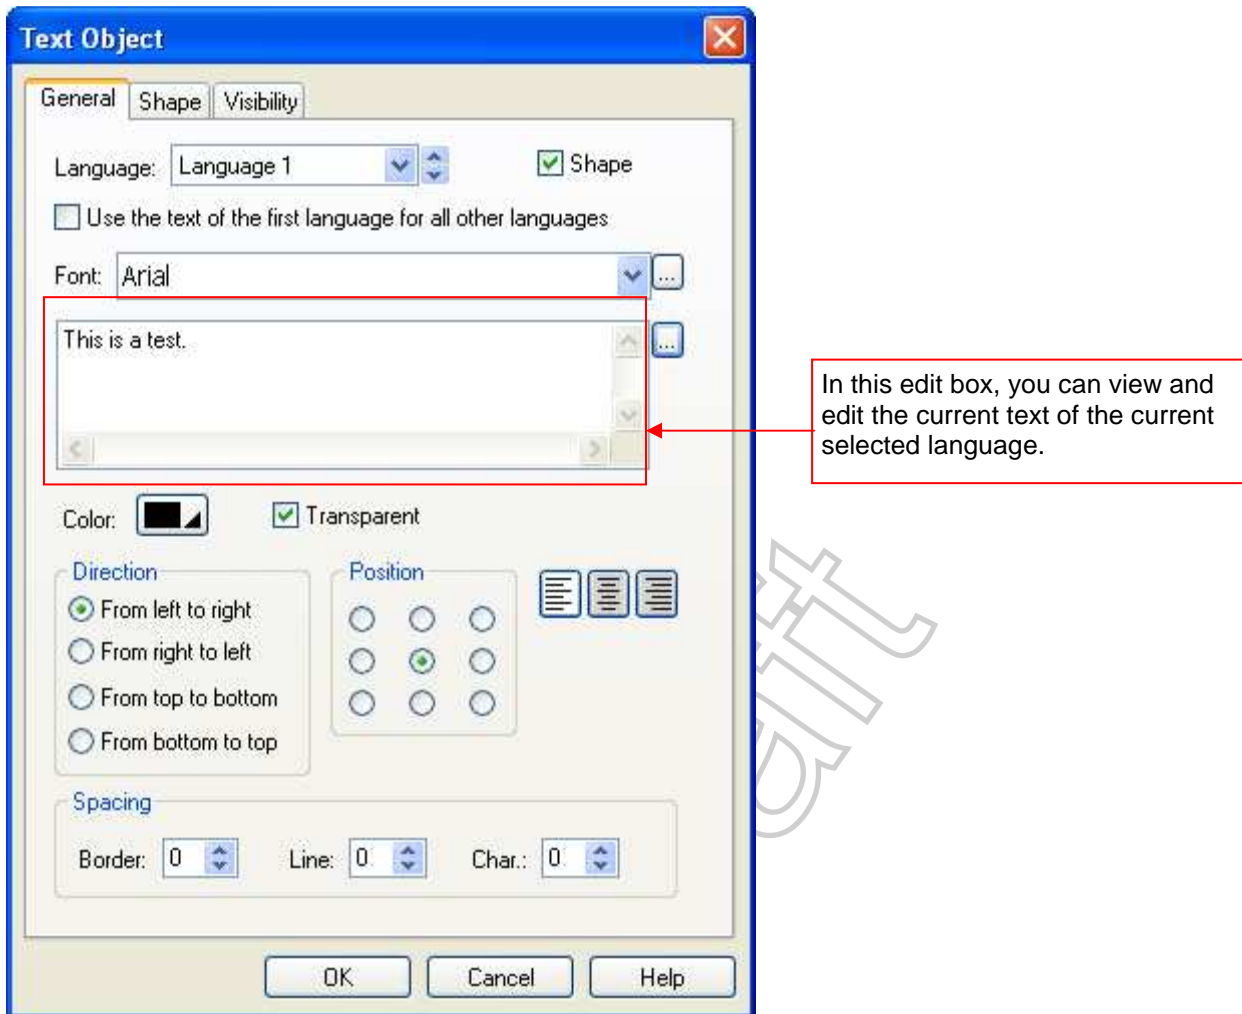 Text Object
General Shape Visibility
Language: Language 1 Shape
Use the text of the first language for all other languages
Font: Arial ...
This is a test. ...
In this edit box, you can view and
edit the current text of the current
selected language.
Color: Transparent
Direction Position
From left to right
From right to left
From top to bottom
From bottom to top
Spacing
Border: 0 Line: 0 Char.: 0
OK Cancel Help